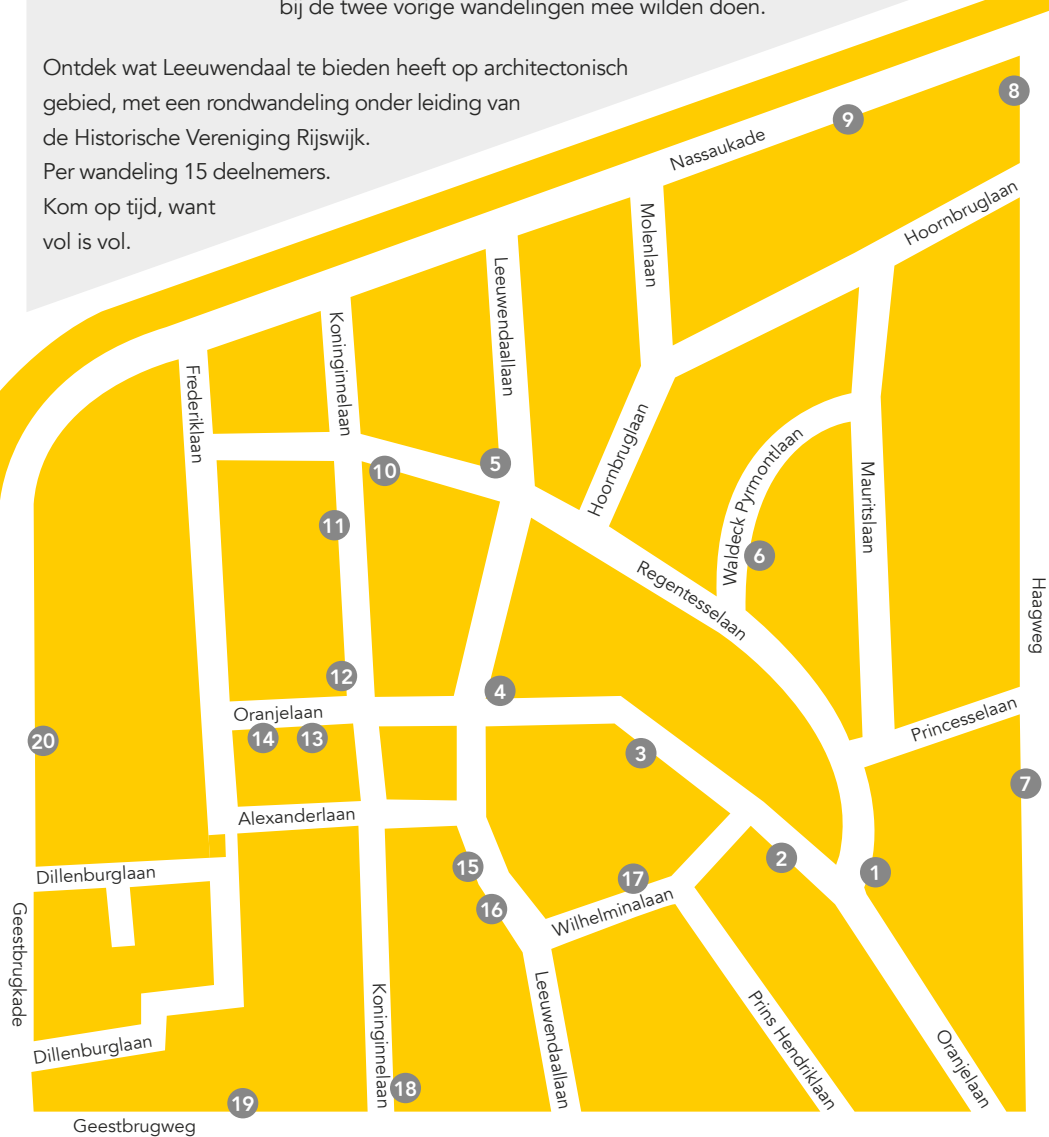 bij de twee vorige wandelingen mee wilden doen.
Ontdek wat Leeuwendaal te bieden heeft op architectonisch
gebied, met een rondwandeling onder leiding van
de Historische Vereniging Rijswijk.
Per wandeling 15 deelnemers.
Kom op tijd, want
vol is vol.
8
9
Nassaukade
Hoornbruglaan
Molenlaan
Leeuwendaallaan
Koninginnelaan
Frederiklaan
Hoornbruglaan
Waldeck Pyrmontlaan
Mauritslaan
5
10
11
6
Regentesselaan
Haagweg
12
4
Oranjelaan
14
13
3
20
Princesselaan
7
Alexanderlaan
2
1
15
17
Dillenburglaan
16
Wilhelminalaan
Geestbrugkade
Koninginnelaan
Leeuwendaallaan
Prins Hendriklaan
Oranjelaan
Dillenburglaan
18
19
Geestbrugweg